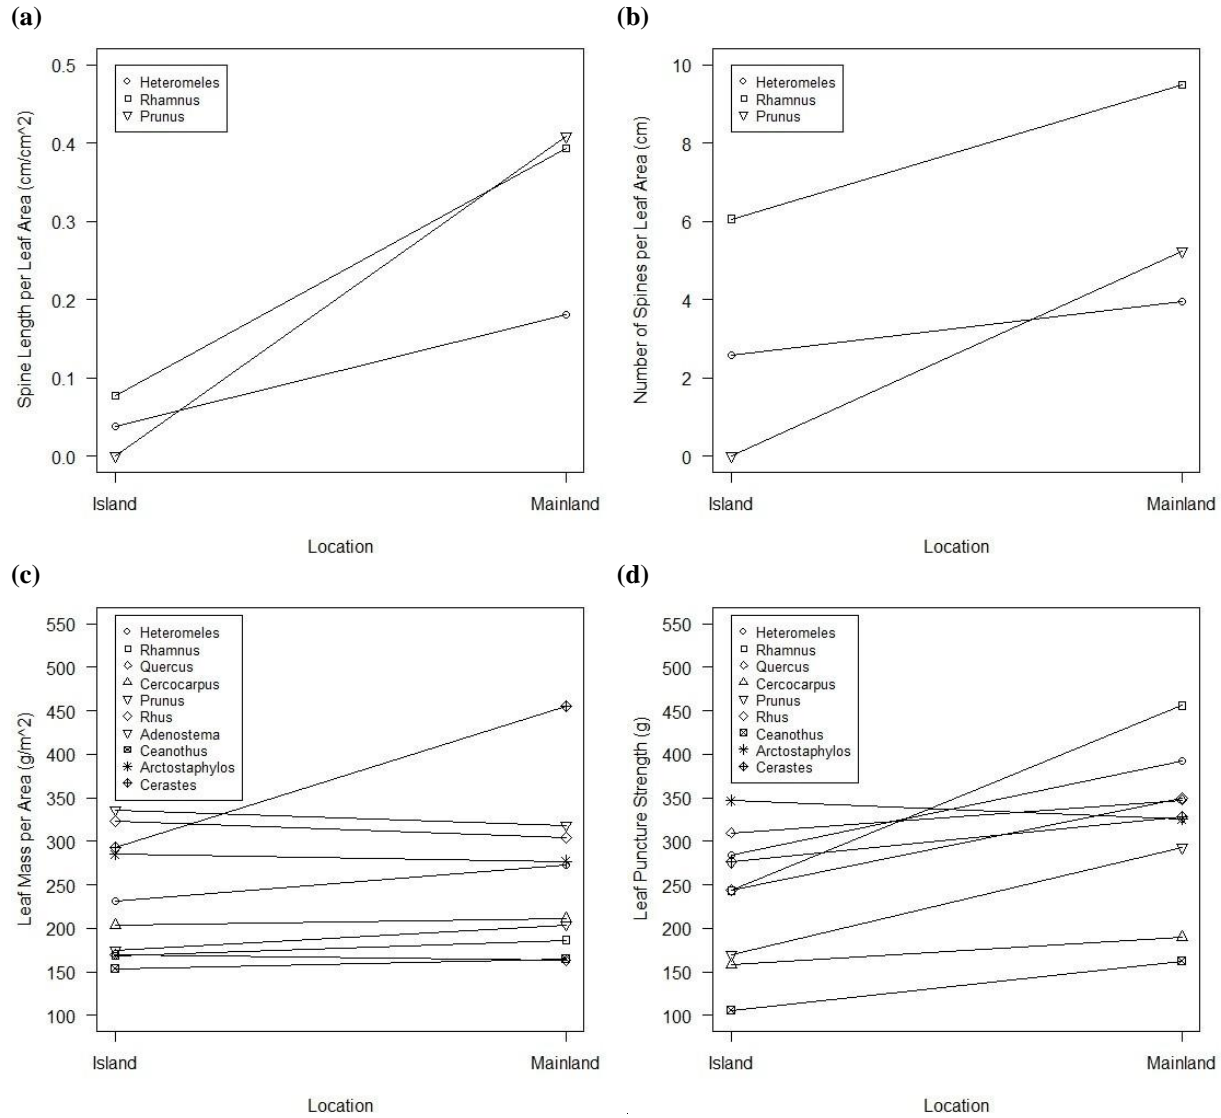 (a)
0.5
0.4
0.3
0.2
0.1
0.0
Spine Length per Leaf Area (cm/cm^2)
Heteromeles
Rhamnus
Prunus
Island
Mainland
Location
(b)
10
8
6
4
2
0
Number of Spines per Leaf Area (cm)
Heteromeles
Rhamnus
Prunus
Island
Mainland
Location
(c)
550
500
450
400
350
300
250
200
150
100
Leaf Mass per Area (g/m^2)
Heteromeles
Rhamnus
Quercus
Cercocarpus
Prunus
Rhus
Adenostema
Ceanothus
Arctostaphylos
Cerastes
Island
Mainland
Location
(d)
550
500
450
400
350
300
250
200
150
100
Leaf Puncture Strength (g)
Heteromeles
Rhamnus
Quercus
Cercocarpus
Prunus
Rhus
Ceanothus
Arctostaphylos
Cerastes
Island
Mainland
Location